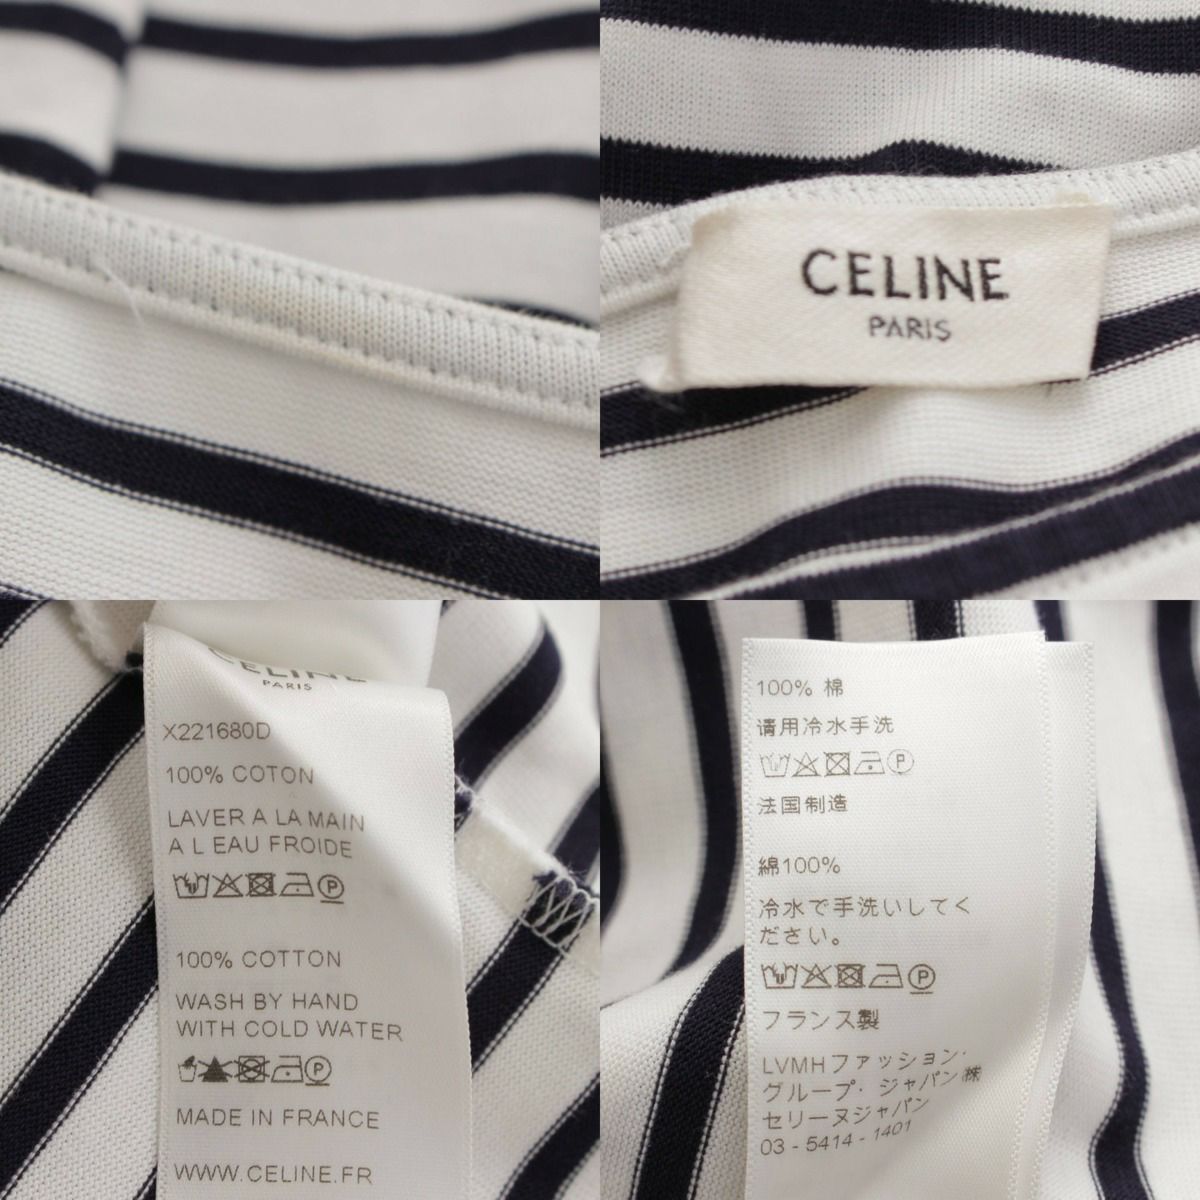 CELINE
PARIS
CELINE
PARIS
X221680D
100% COTON
LAVER A LA MAIN
A L EAU FROIDE
100% COTTON
WASH BY HAND
WITH COLD WATER
MADE IN FRANCE
WWW.CELINE.FR
100% 棉
请用冷水手洗
法国制造
綿100%
冷水で手洗いしてく
ださい。
フランス製
LVMHファッション・
グループ・ジャパン㈱
セリーヌジャパン
03 - 5414 - 1401